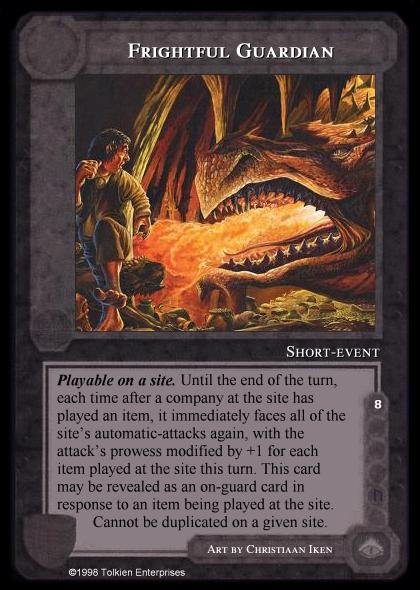 FRIGHTFUL GUARDIAN
SHORT-EVENT
Playable on a site. Until the end of the turn,
each time after a company at the site has
played an item, it immediately faces all of the
site's automatic-attacks again, with the
attack's prowess modified by +1 for each
item played at the site this turn. This card
may be revealed as an on-guard card in
response to an item being played at the site.
Cannot be duplicated on a given site.
8
ART BY CHRISTIAAN IKEN
©1998 Tolkien Enterprises